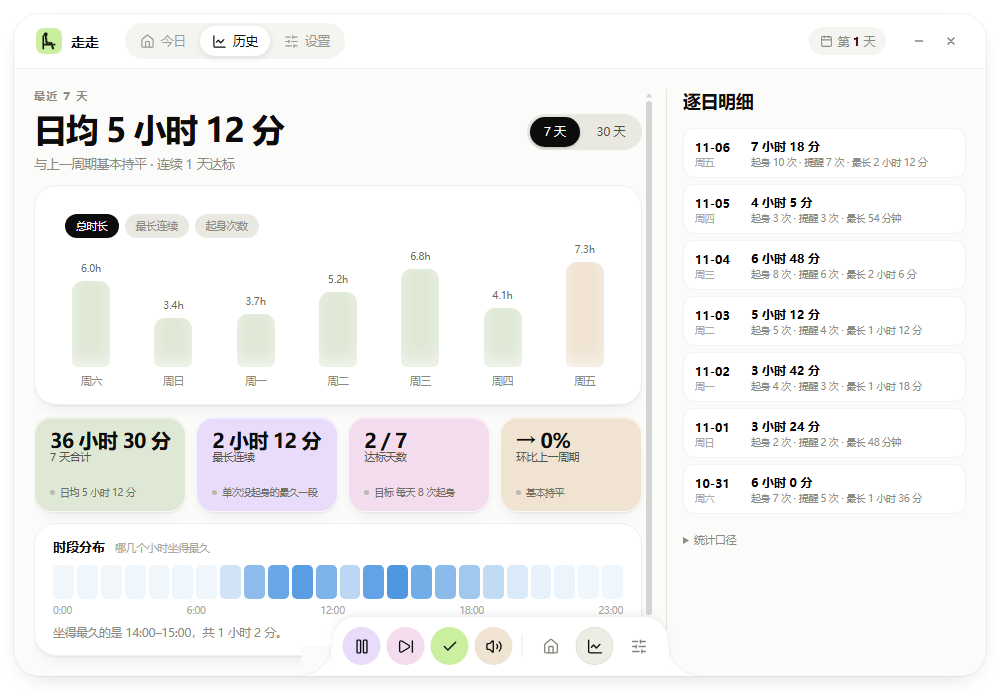 走走
今日
历史
设置
第 1 天
最近 7 天
日均 5 小时 12 分
与上一周期基本持平 · 连续 1 天达标
7 天
30 天
总时长
最长连续
起身次数
6.0h
3.4h
3.7h
5.2h
6.8h
4.1h
7.3h
周六
周日
周一
周二
周三
周四
周五
36 小时 30 分
7 天合计
日均 5 小时 12 分
2 小时 12 分
最长连续
单次没起身的最久一段
2 / 7
达标天数
目标 每天 8 次起身
→ 0%
环比上一周期
基本持平
时段分布 哪几个小时坐得最久
0:00
6:00
12:00
18:00
23:00
坐得最久的是 14:00–15:00，共 1 小时 2 分。
逐日明细
11-06 7 小时 18 分
周五 起身 10 次 · 提醒 7 次 · 最长 2 小时 12 分
11-05 4 小时 5 分
周四 起身 3 次 · 提醒 3 次 · 最长 54 分钟
11-04 6 小时 48 分
周三 起身 8 次 · 提醒 6 次 · 最长 2 小时 6 分
11-03 5 小时 12 分
周二 起身 5 次 · 提醒 4 次 · 最长 1 小时 12 分
11-02 3 小时 42 分
周一 起身 4 次 · 提醒 3 次 · 最长 1 小时 18 分
11-01 3 小时 24 分
周日 起身 2 次 · 提醒 2 次 · 最长 48 分钟
10-31 6 小时 0 分
周六 起身 7 次 · 提醒 5 次 · 最长 1 小时 36 分
统计口径